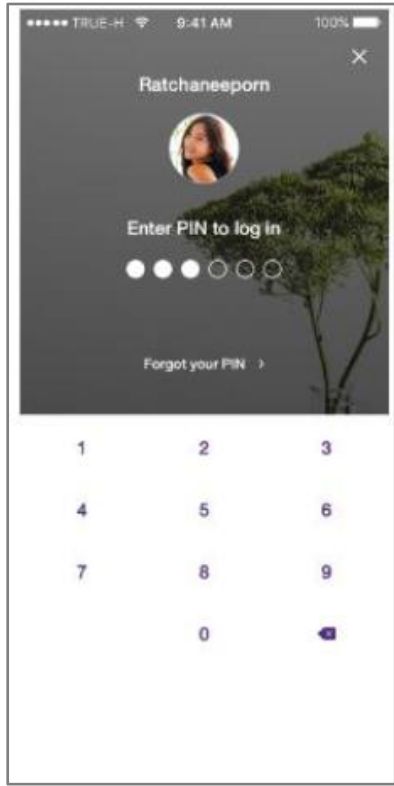 TRUE-H 9:41 AM 100%
Ratchaneeporn
Enter PIN to log in
Forgot your PIN >
1 2 3
4 5 6
7 8 9
0